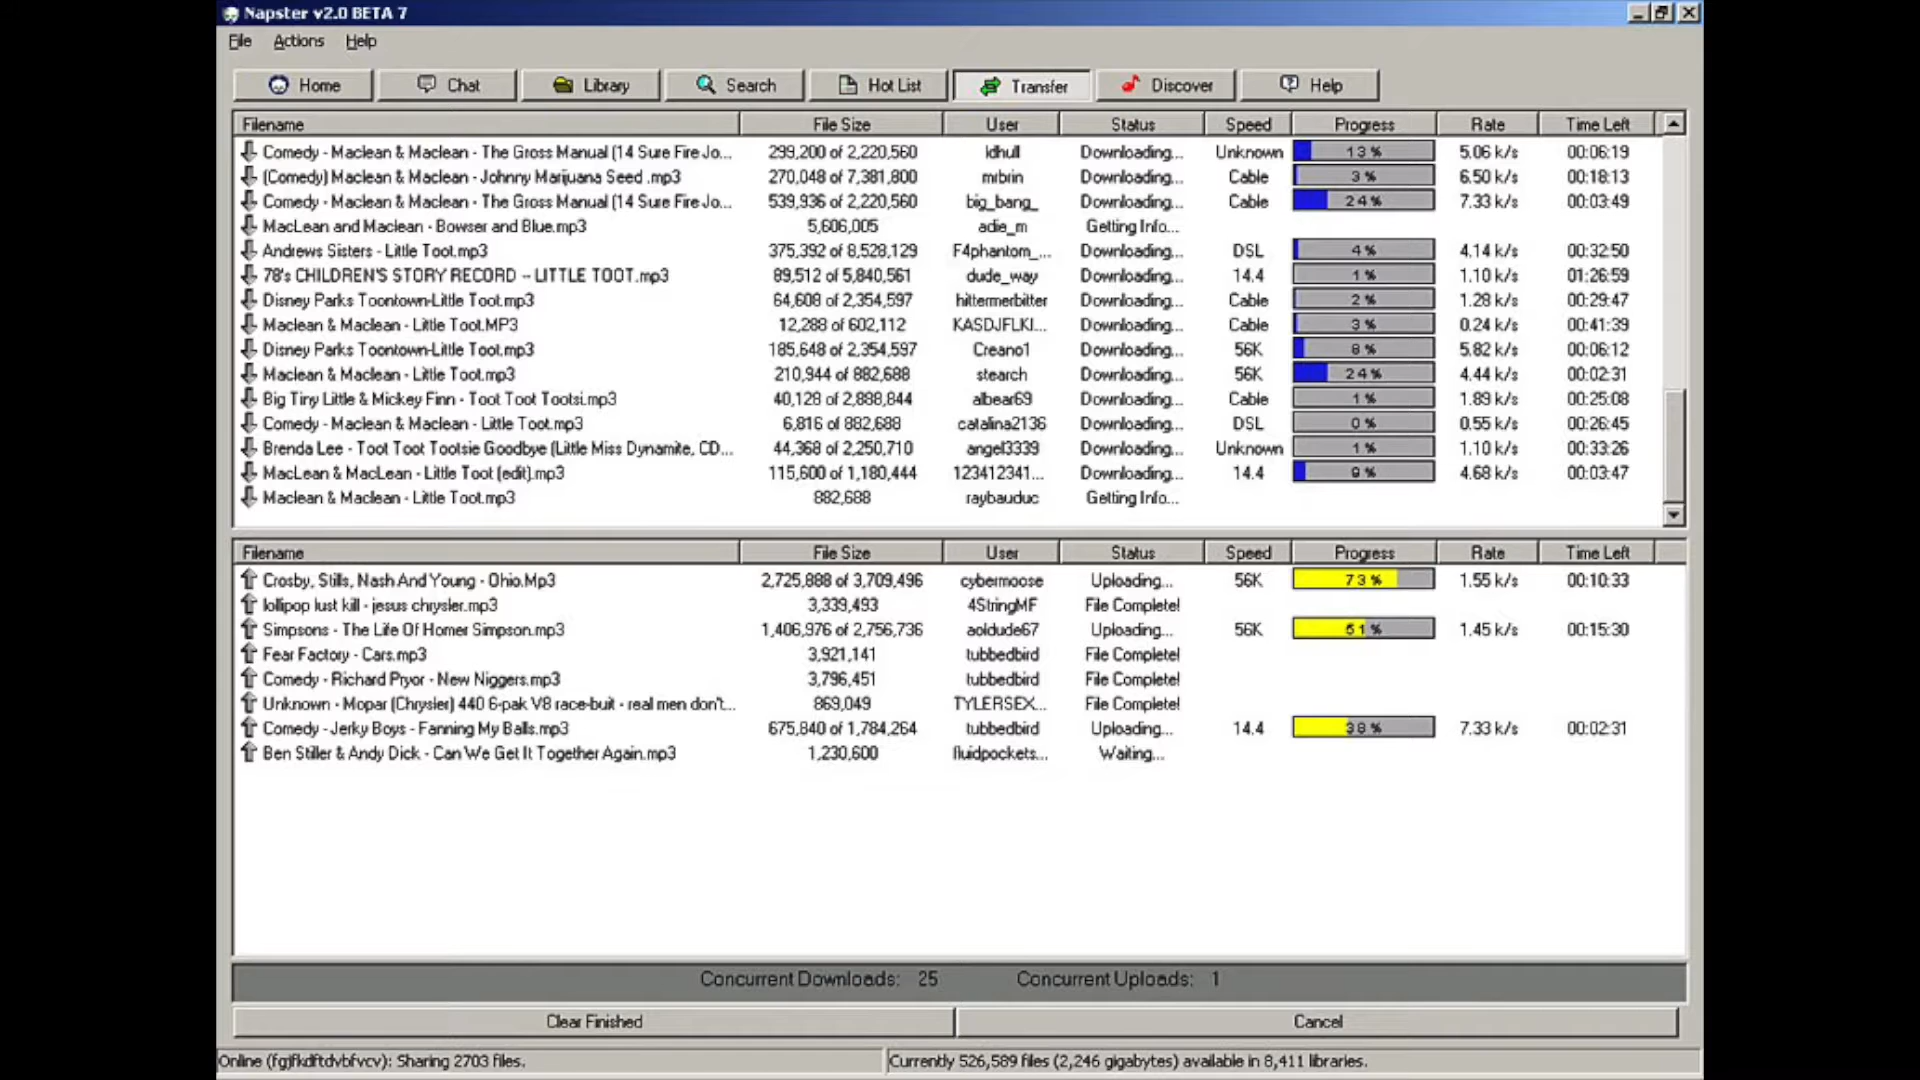 Napster v2.0 BETA 7
File Actions Help
Home Chat Library Search Hot List Transfer Discover Help
Filename File Size User Status Speed Progress Rate Time Left
Comedy - Maclean & Maclean - The Gross Manual (14 Sure Fire Jo... 299,200 of 2,220,560 idhull Downloading... Unknown 13 % 5.06 k/s 00:06:19
(Comedy) Maclean & Maclean - Johnny Marijuana Seed .mp3 270,048 of 7,381,800 mrbrin Downloading... Cable 3 % 6.50 k/s 00:18:13
Comedy - Maclean & Maclean - The Gross Manual (14 Sure Fire Jo... 539,936 of 2,220,560 big_bang_ Downloading... Cable 24 % 7.33 k/s 00:03:49
MacLean and Maclean - Bowser and Blue.mp3 5,606,005 adie_m Getting Info...
Andrews Sisters - Little Toot.mp3 375,392 of 8,528,129 F4phantom_... Downloading... DSL 4 % 4.14 k/s 00:32:50
78's CHILDREN'S STORY RECORD -- LITTLE TOOT.mp3 89,512 of 5,840,561 dude_way Downloading... 14.4 1 % 1.10 k/s 01:26:59
Disney Parks Toontown-Little Toot.mp3 64,608 of 2,354,597 hittermerbitter Downloading... Cable 2 % 1.28 k/s 00:29:47
Maclean & Maclean - Little Toot.MP3 12,288 of 602,112 KASDJFLKI... Downloading... Cable 3 % 0.24 k/s 00:41:39
Disney Parks Toontown-Little Toot.mp3 185,648 of 2,354,597 Creano1 Downloading... 56K 8 % 5.82 k/s 00:06:12
Maclean & Maclean - Little Toot.mp3 210,944 of 882,688 stearch Downloading... 56K 24 % 4.44 k/s 00:02:31
Big Tiny Little & Mickey Finn - Toot Toot Tootsi.mp3 40,128 of 2,888,844 albear69 Downloading... Cable 1 % 1.89 k/s 00:25:08
Comedy - Maclean & Maclean - Little Toot.mp3 6,816 of 882,688 catalina2136 Downloading... DSL 0 % 0.55 k/s 00:26:45
Brenda Lee - Toot Toot Tootsie Goodbye (Little Miss Dynamite, CD... 44,368 of 2,250,710 angel3339 Downloading... Unknown 1 % 1.10 k/s 00:33:26
MacLean & MacLean - Little Toot (edit).mp3 115,600 of 1,180,444 123412341... Downloading... 14.4 9 % 4.68 k/s 00:03:47
Maclean & Maclean - Little Toot.mp3 882,688 raybauduc Getting Info...
Filename File Size User Status Speed Progress Rate Time Left
Crosby, Stills, Nash And Young - Ohio.Mp3 2,725,888 of 3,709,496 cybermoose Uploading... 56K 73 % 1.55 k/s 00:10:33
lollipop lust kill - jesus chrysler.mp3 3,339,493 4StringMF File Complete!
Simpsons - The Life Of Homer Simpson.mp3 1,406,976 of 2,756,736 aoldude67 Uploading... 56K 51 % 1.45 k/s 00:15:30
Fear Factory - Cars.mp3 3,921,141 tubbedbird File Complete!
Comedy - Richard Pryor - New Niggers.mp3 3,796,451 tubbedbird File Complete!
Unknown - Mopar (Chrysler) 440 6-pak V8 race-buit - real men don't... 869,049 TYLERSEX... File Complete!
Comedy - Jerky Boys - Fanning My Balls.mp3 675,840 of 1,784,264 tubbedbird Uploading... 14.4 38 % 7.33 k/s 00:02:31
Ben Stiller & Andy Dick - Can We Get It Together Again.mp3 1,230,600 fluidpockets... Waiting...
Concurrent Downloads: 25 Concurrent Uploads: 1
Clear Finished Cancel
Online (fgjfkdftdvbfvcv): Sharing 2703 files. Currently 526,589 files (2,246 gigabytes) available in 8,411 libraries.